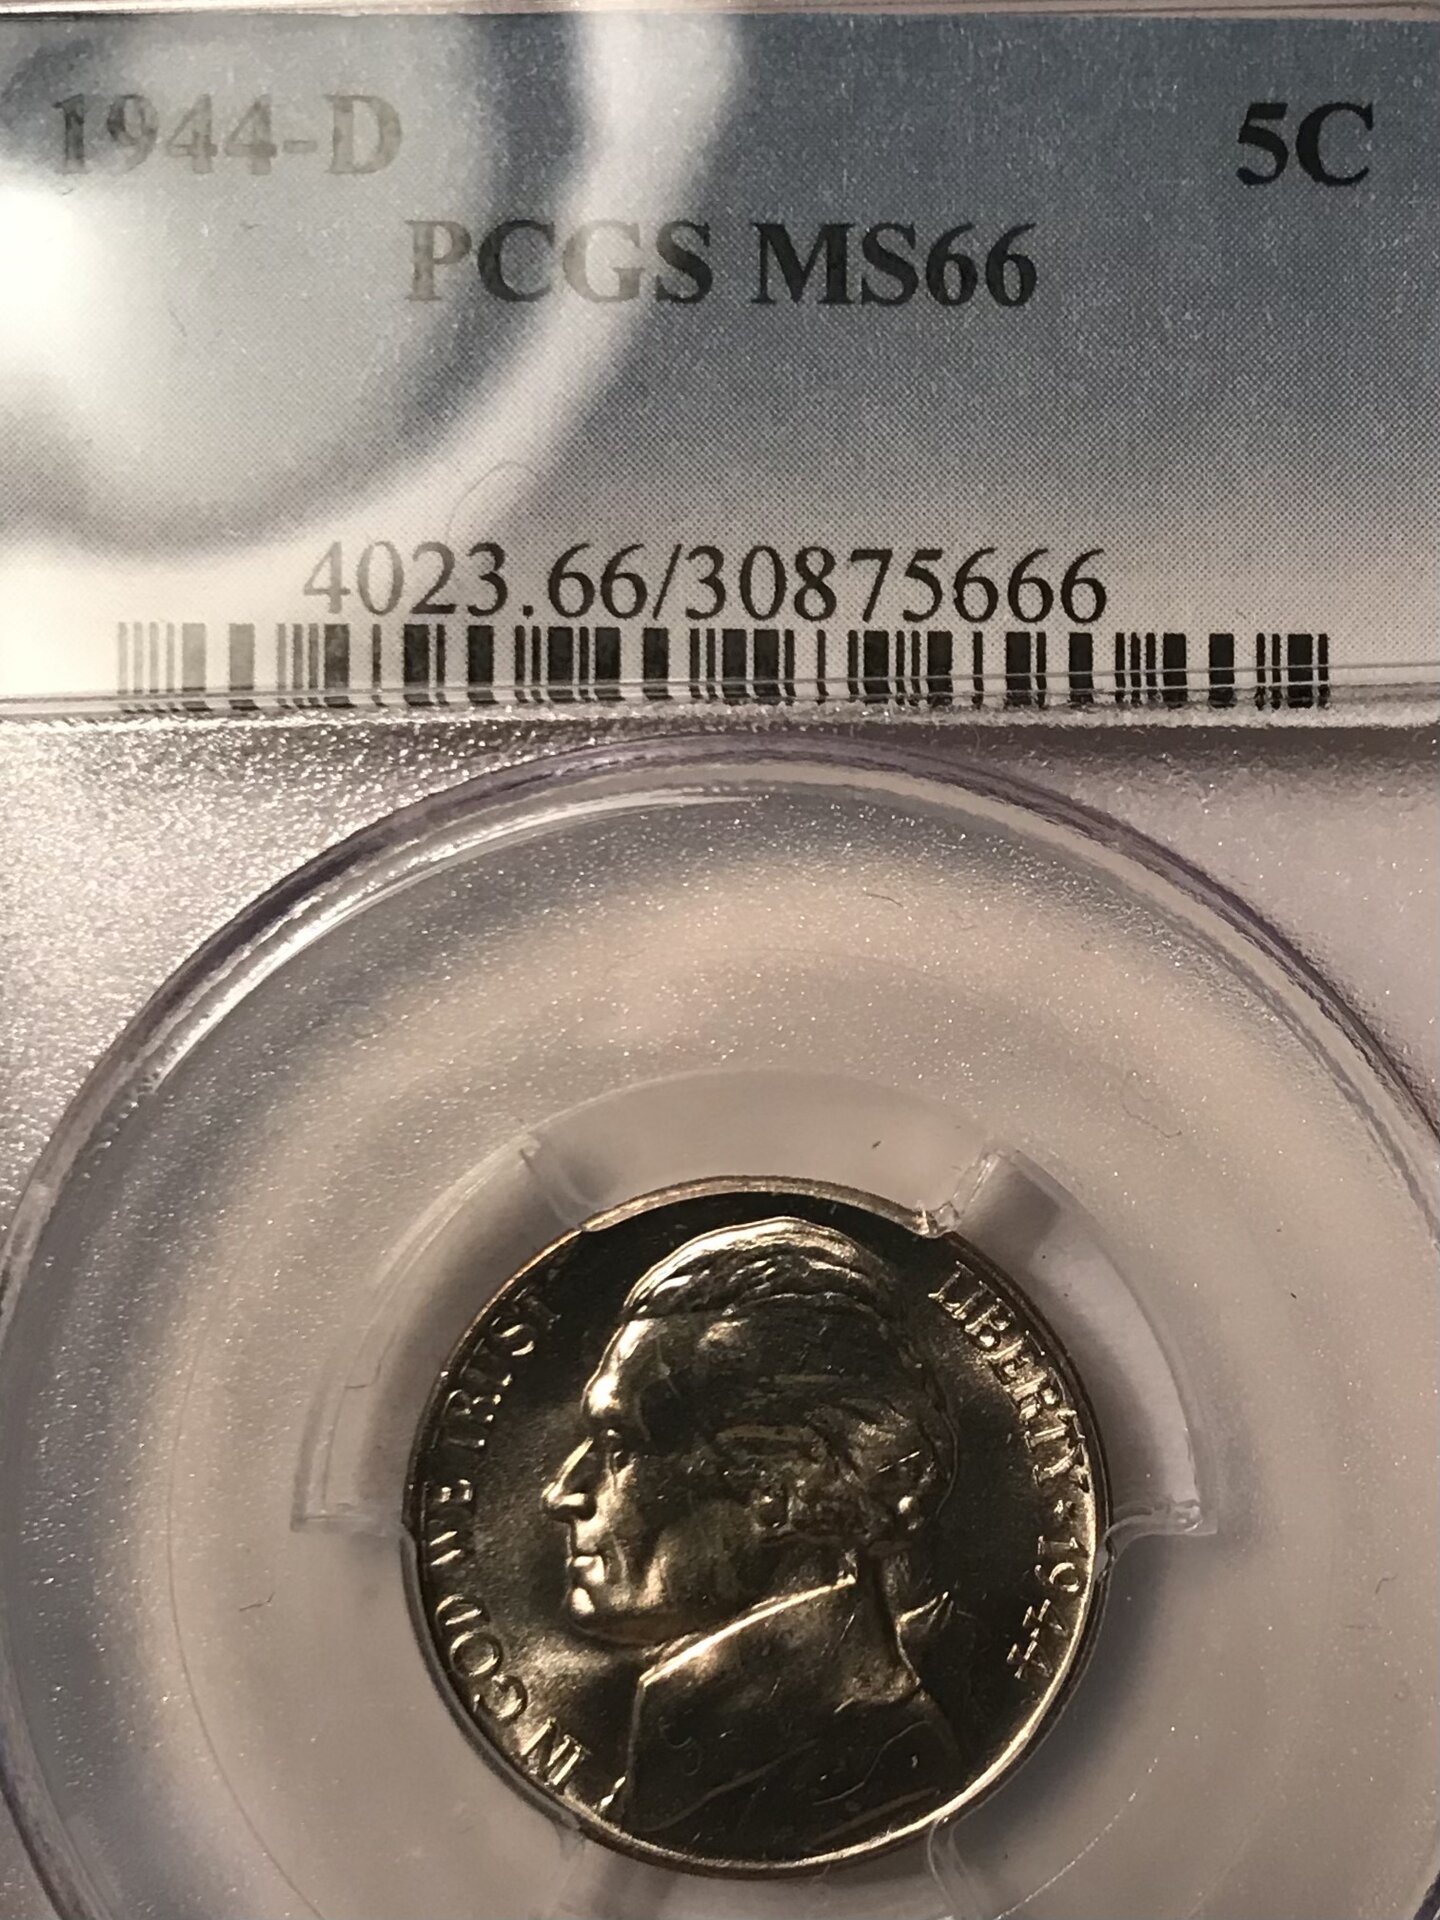 1944-D 5C
PCGS MS66
4023.66/30875666
IN GOD WE TRUST
LIBERTY * 1944